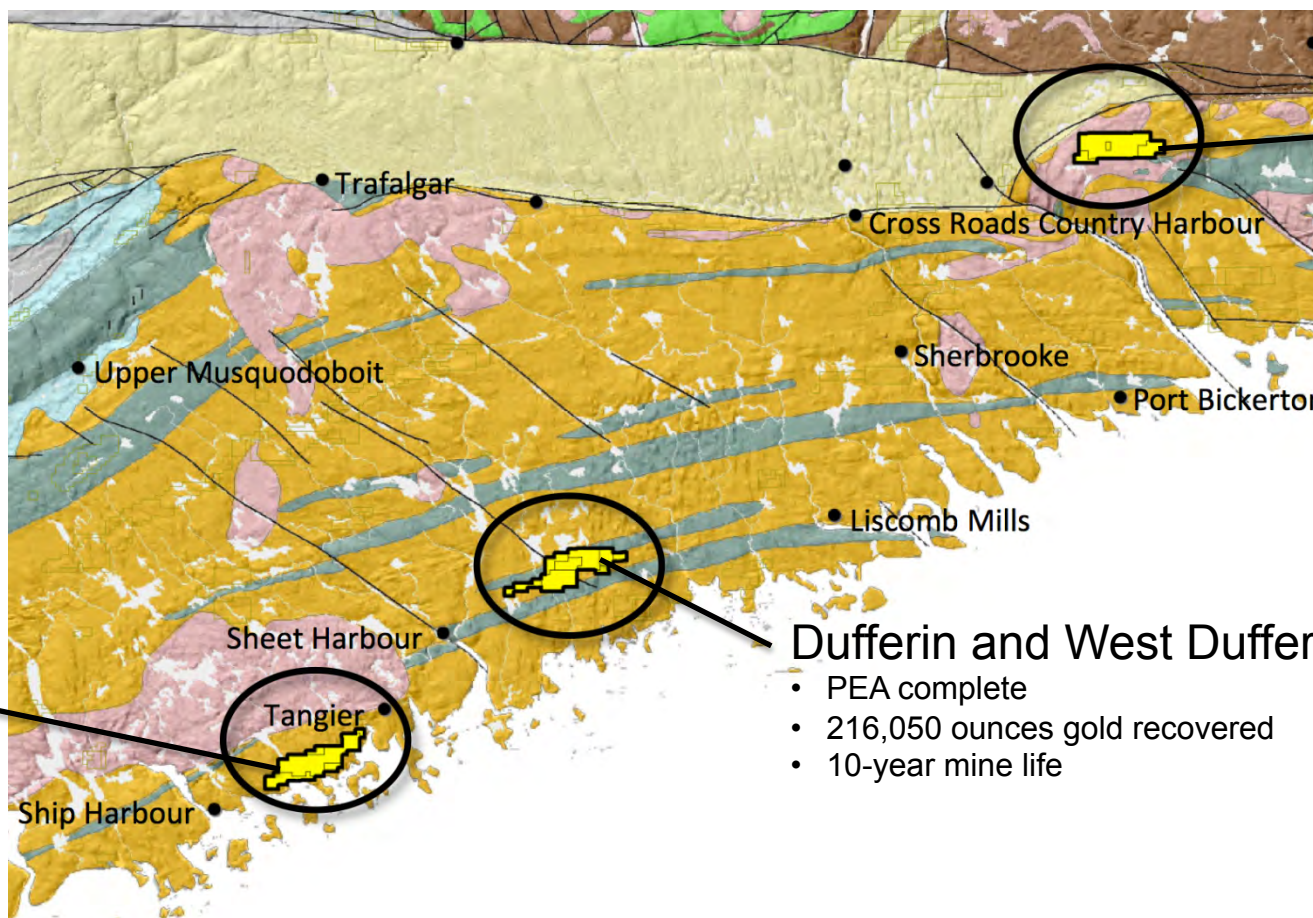 Trafalgar
Cross Roads Country Harbour
Upper Musquodoboit
Sherbrooke
Port Bickerton
Liscomb Mills
Sheet Harbour
Dufferin and West Duffer
• PEA complete
• 216,050 ounces gold recovered
• 10-year mine life
Tangier
Ship Harbour